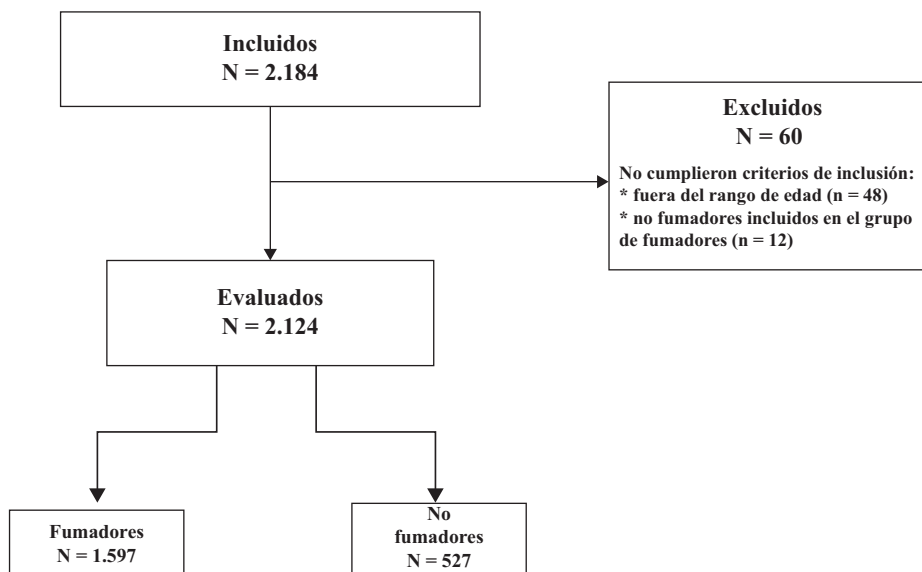 Incluidos
N = 2.184
Excluidos
N = 60
No cumplieron criterios de inclusión:
* fuera del rango de edad (n = 48)
* no fumadores incluidos en el grupo
de fumadores (n = 12)
Evaluados
N = 2.124
Fumadores
N = 1.597
No
fumadores
N = 527